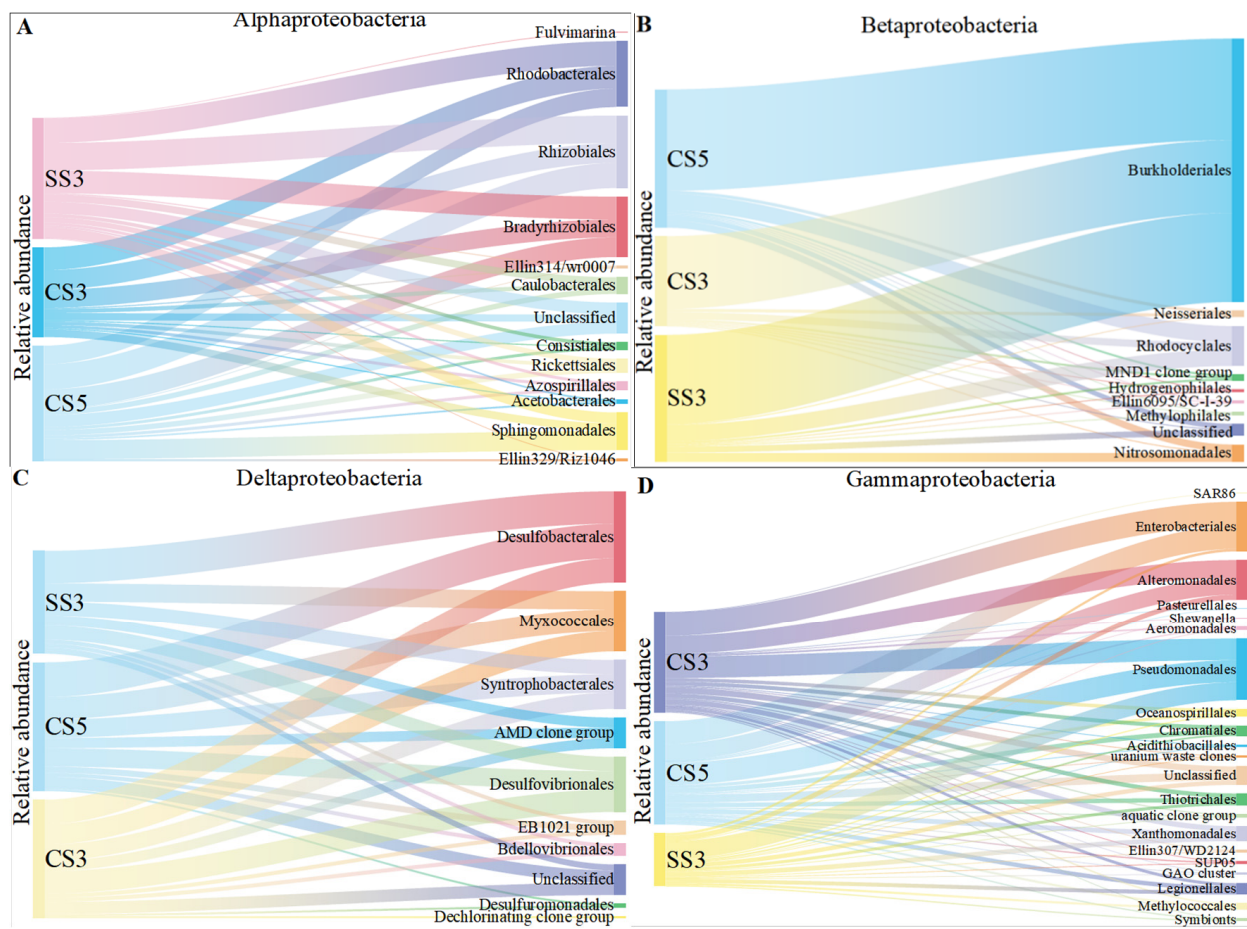 A
Alphaproteobacteria
Relative abundance
SS3
CS3
CS5
Fulvimarina
Rhodobacterales
Rhizobiales
Bradyrhizobiales
Ellin314/wr0007
Caulobacterales
Unclassified
Consistiales
Rickettsiales
Azospirillales
Acetobacterales
Sphingomonadales
Ellin329/Riz1046
B
Betaproteobacteria
Relative abundance
CS5
CS3
SS3
Burkholderiales
Neisseriales
Rhodocyclales
MND1 clone group
Hydrogenophilales
Ellin6095/SC-I-39
Methylophilales
Unclassified
Nitrosomonadales
C
Deltaproteobacteria
Relative abundance
SS3
CS5
CS3
Desulfobacterales
Myxococcales
Syntrophobacterales
AMD clone group
Desulfovibrionales
EB1021 group
Bdellovibrionales
Unclassified
Desulfuromonadales
Dechlorinating clone group
D
Gammaproteobacteria
Relative abundance
CS3
CS5
SS3
SAR86
Enterobacteriales
Alteromonadales
Pasteurellales
Shewanella
Aeromonadales
Pseudomonadales
Oceanospirillales
Chromatiales
Acidithiobacillales
uranium waste clones
Unclassified
Thiotrichales
aquatic clone group
Xanthomonadales
Ellin307/WD2124
SUP05
GAO cluster
Legionellales
Methylococcales
Symbionts